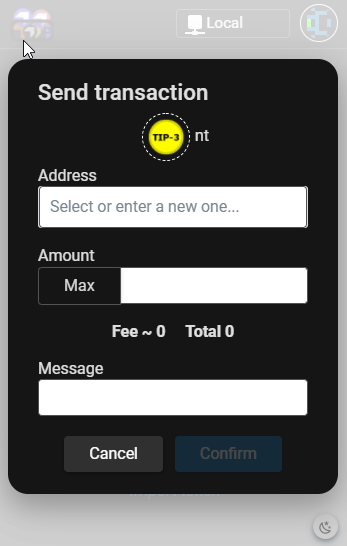 Local
Send transaction
TIP-3 nt
Address
Select or enter a new one...
Amount
Max
Fee ~ 0 Total 0
Message
Cancel Confirm